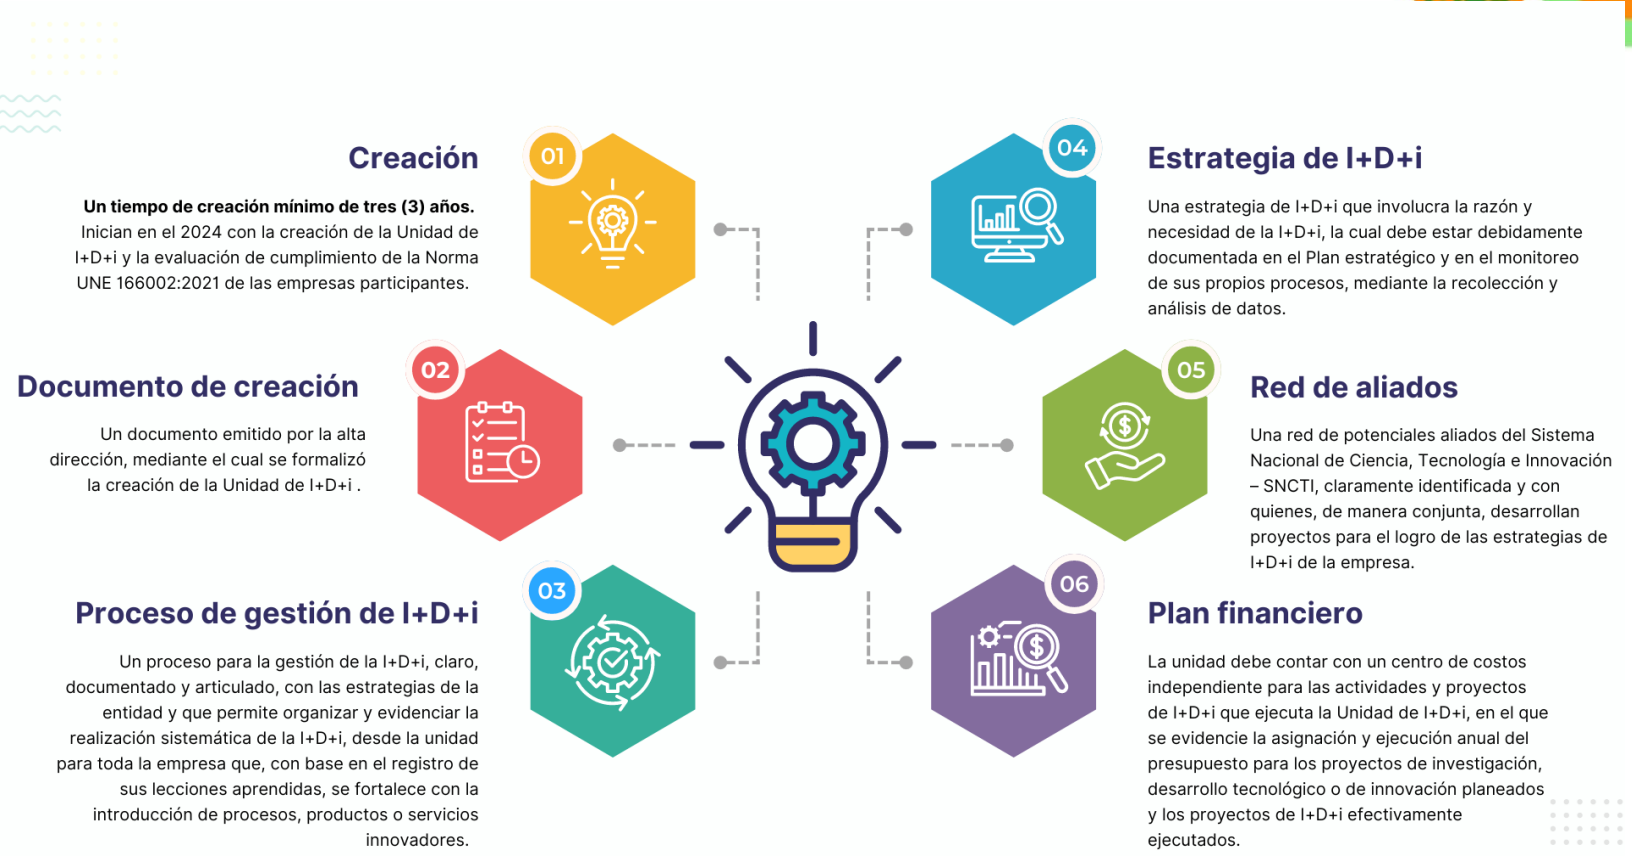 01
Creación
Un tiempo de creación mínimo de tres (3) años.
Inician en el 2024 con la creación de la Unidad de
I+D+i y la evaluación de cumplimiento de la Norma
UNE 166002:2021 de las empresas participantes.
02
Documento de creación
Un documento emitido por la alta
dirección, mediante el cual se formalizó
la creación de la Unidad de I+D+i .
03
Proceso de gestión de I+D+i
Un proceso para la gestión de la I+D+i, claro,
documentado y articulado, con las estrategias de la
entidad y que permite organizar y evidenciar la
realización sistemática de la I+D+i, desde la unidad
para toda la empresa que, con base en el registro de
sus lecciones aprendidas, se fortalece con la
introducción de procesos, productos o servicios
innovadores.
04
Estrategia de I+D+i
Una estrategia de I+D+i que involucra la razón y
necesidad de la I+D+i, la cual debe estar debidamente
documentada en el Plan estratégico y en el monitoreo
de sus propios procesos, mediante la recolección y
análisis de datos.
05
Red de aliados
Una red de potenciales aliados del Sistema
Nacional de Ciencia, Tecnología e Innovación
– SNCTI, claramente identificada y con
quienes, de manera conjunta, desarrollan
proyectos para el logro de las estrategias de
I+D+i de la empresa.
06
Plan financiero
La unidad debe contar con un centro de costos
independiente para las actividades y proyectos
de I+D+i que ejecuta la Unidad de I+D+i, en el que
se evidencie la asignación y ejecución anual del
presupuesto para los proyectos de investigación,
desarrollo tecnológico o de innovación planeados
y los proyectos de I+D+i efectivamente
ejecutados.